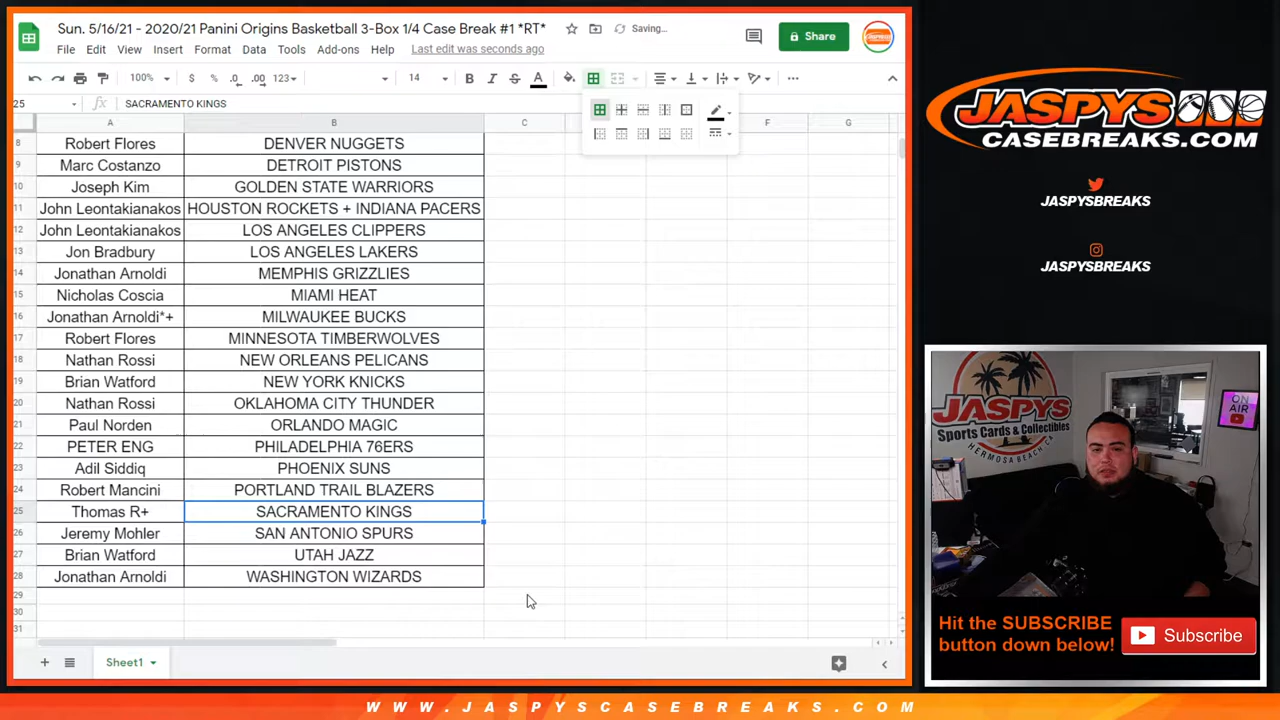 Sun. 5/16/21 - 2020/21 Panini Origins Basketball 3-Box 1/4 Case Break #1 *RT*
Saving...
Share
File Edit View Insert Format Data Tools Add-ons Help Last edit was seconds ago
100% $ % .0 .00 123 14 B I S A
25 fx SACRAMENTO KINGS
A B C F G
8 Robert Flores DENVER NUGGETS
9 Marc Costanzo DETROIT PISTONS
10 Joseph Kim GOLDEN STATE WARRIORS
11 John Leontakianakos HOUSTON ROCKETS + INDIANA PACERS
12 John Leontakianakos LOS ANGELES CLIPPERS
13 Jon Bradbury LOS ANGELES LAKERS
14 Jonathan Arnoldi MEMPHIS GRIZZLIES
15 Nicholas Coscia MIAMI HEAT
16 Jonathan Arnoldi*+ MILWAUKEE BUCKS
17 Robert Flores MINNESOTA TIMBERWOLVES
18 Nathan Rossi NEW ORLEANS PELICANS
19 Brian Watford NEW YORK KNICKS
20 Nathan Rossi OKLAHOMA CITY THUNDER
21 Paul Norden ORLANDO MAGIC
22 PETER ENG PHILADELPHIA 76ERS
23 Adil Siddiq PHOENIX SUNS
24 Robert Mancini PORTLAND TRAIL BLAZERS
25 Thomas R+ SACRAMENTO KINGS
26 Jeremy Mohler SAN ANTONIO SPURS
27 Brian Watford UTAH JAZZ
28 Jonathan Arnoldi WASHINGTON WIZARDS
29
30
31
Sheet1
JASPYS
CASEBREAKS.COM
JASPYSBREAKS
JASPYSBREAKS
JASPYS
Sports Cards & Collectibles
HERMOSA BEACH CA
ON
AIR
Hit the SUBSCRIBE
button down below!
Subscribe
WWW.JASPYSCASEBREAKS.COM